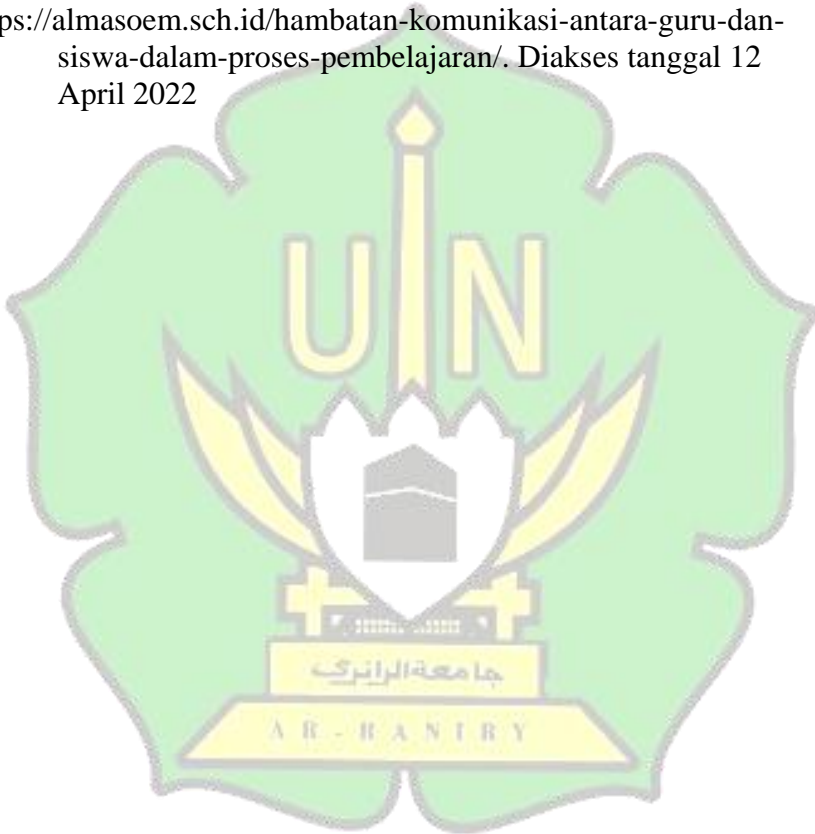 ps://almasoem.sch.id/hambatan-komunikasi-antara-guru-dan-
siswa-dalam-proses-pembelajaran/. Diakses tanggal 12
April 2022
UIN
جامعة الرانري
AR-RANIRY